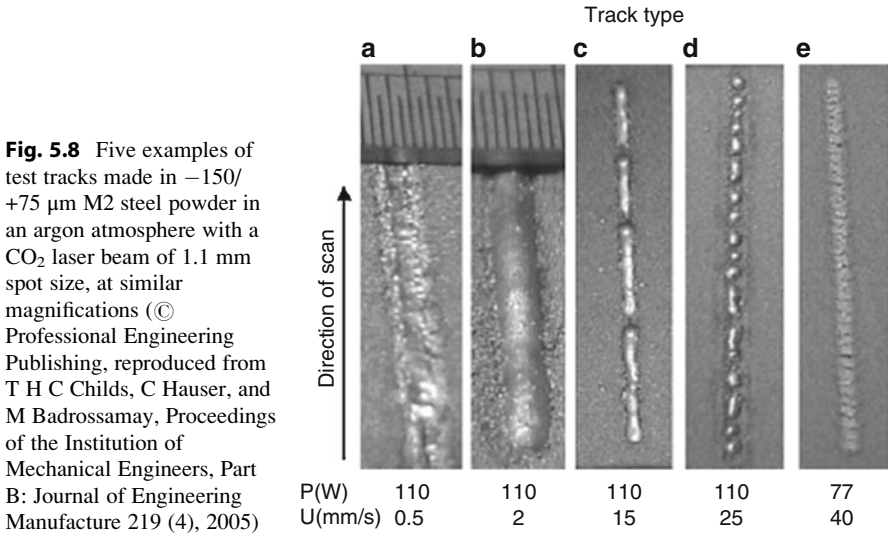 Fig. 5.8 Five examples of
test tracks made in −150/
+75 μm M2 steel powder in
an argon atmosphere with a
CO₂ laser beam of 1.1 mm
spot size, at similar
magnifications (©
Professional Engineering
Publishing, reproduced from
T H C Childs, C Hauser, and
M Badrossamay, Proceedings
of the Institution of
Mechanical Engineers, Part
B: Journal of Engineering
Manufacture 219 (4), 2005)
Track type
a b c d e
Direction of scan
P(W) 110 110 110 110 77
U(mm/s) 0.5 2 15 25 40